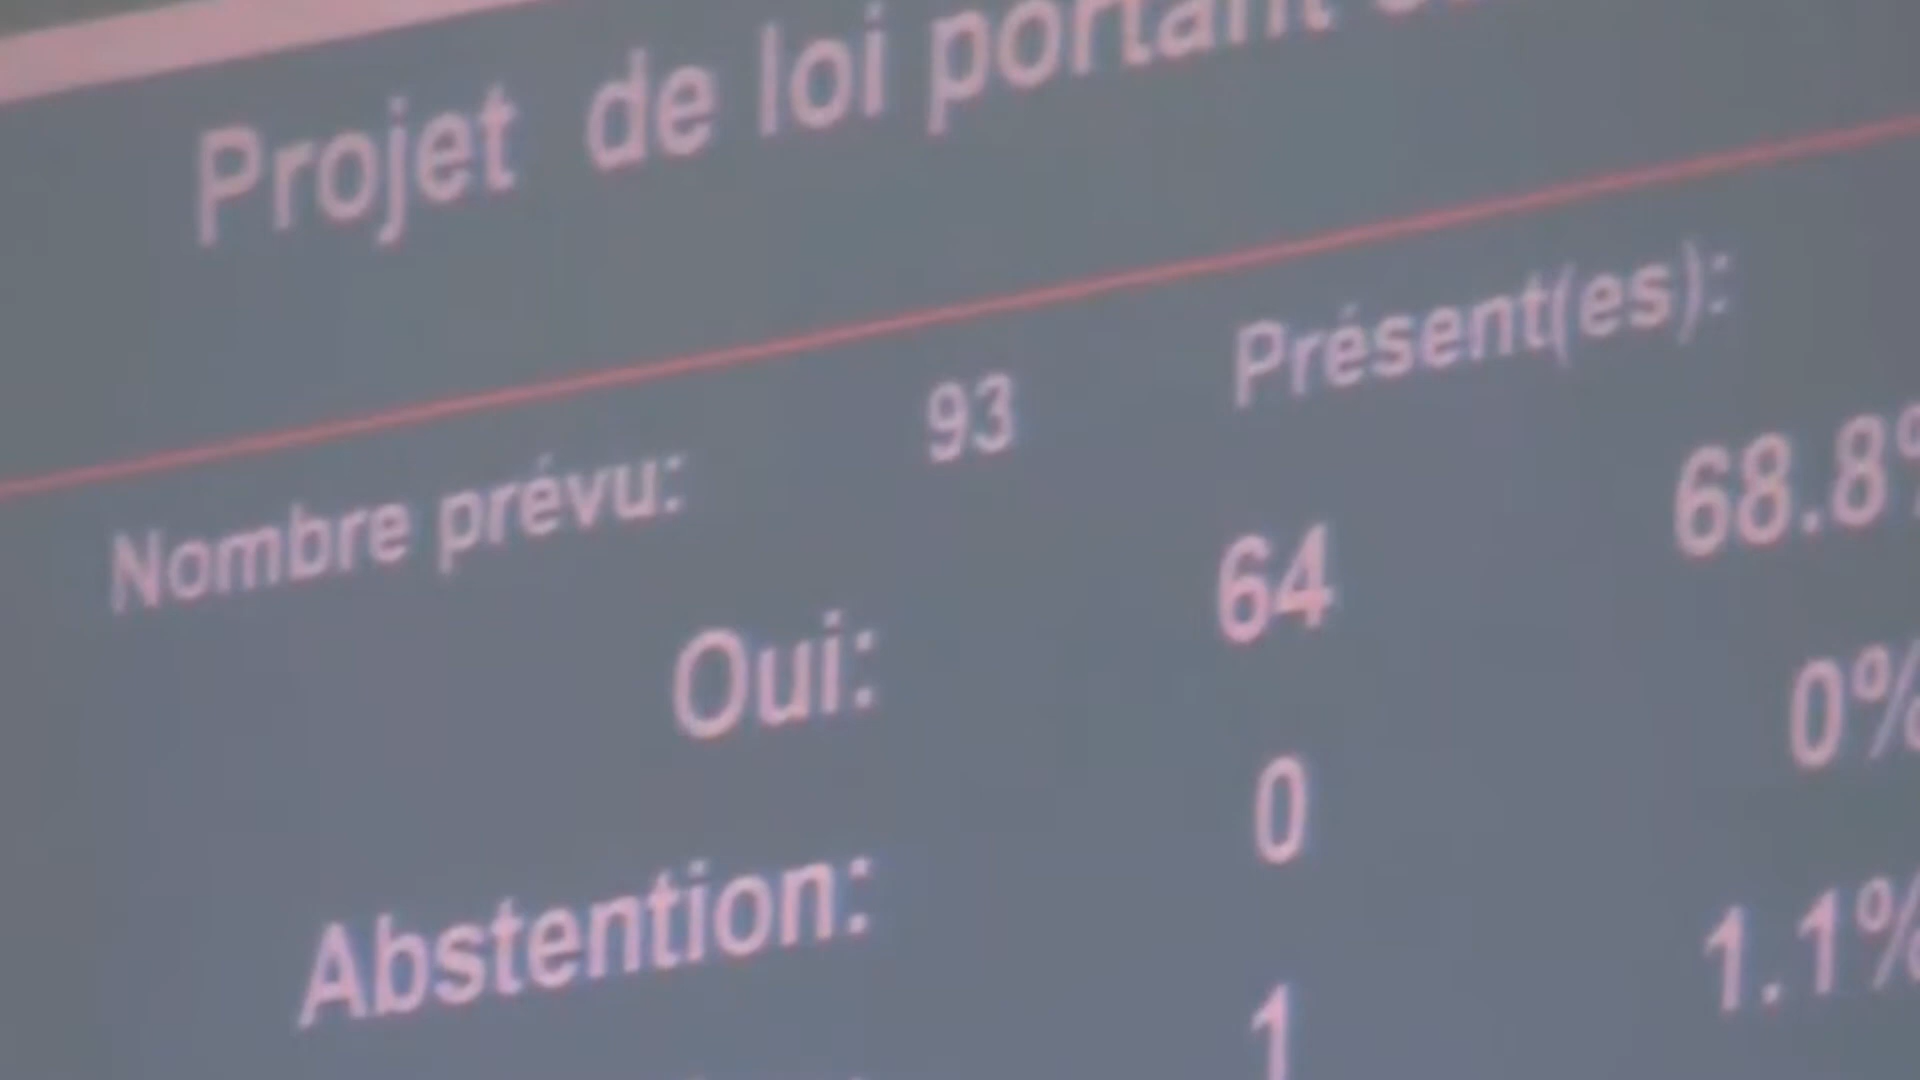 Projet de loi portant
Nombre prévu: 93 Présent(es):
Oui: 64 68.8%
Abstention: 0 0%
1 1.1%